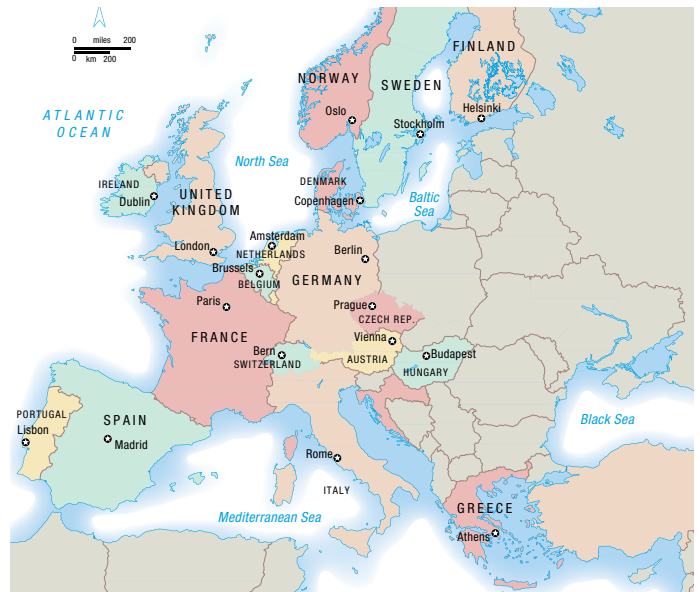 0 miles 200
0 km 200
FINLAND
NORWAY
SWEDEN
Oslo
Helsinki
Stockholm
ATLANTIC
OCEAN
North Sea
IRELAND
Dublin
UNITED
KINGDOM
DENMARK
Copenhagen
Baltic
Sea
London
Amsterdam
NETHERLANDS
Brussels
BELGIUM
Berlin
GERMANY
Paris
Prague
CZECH REP.
FRANCE
Vienna
AUSTRIA
Bern
SWITZERLAND
Budapest
HUNGARY
PORTUGAL
Lisbon
SPAIN
Madrid
Black Sea
Rome
ITALY
Mediterranean Sea
GREECE
Athens